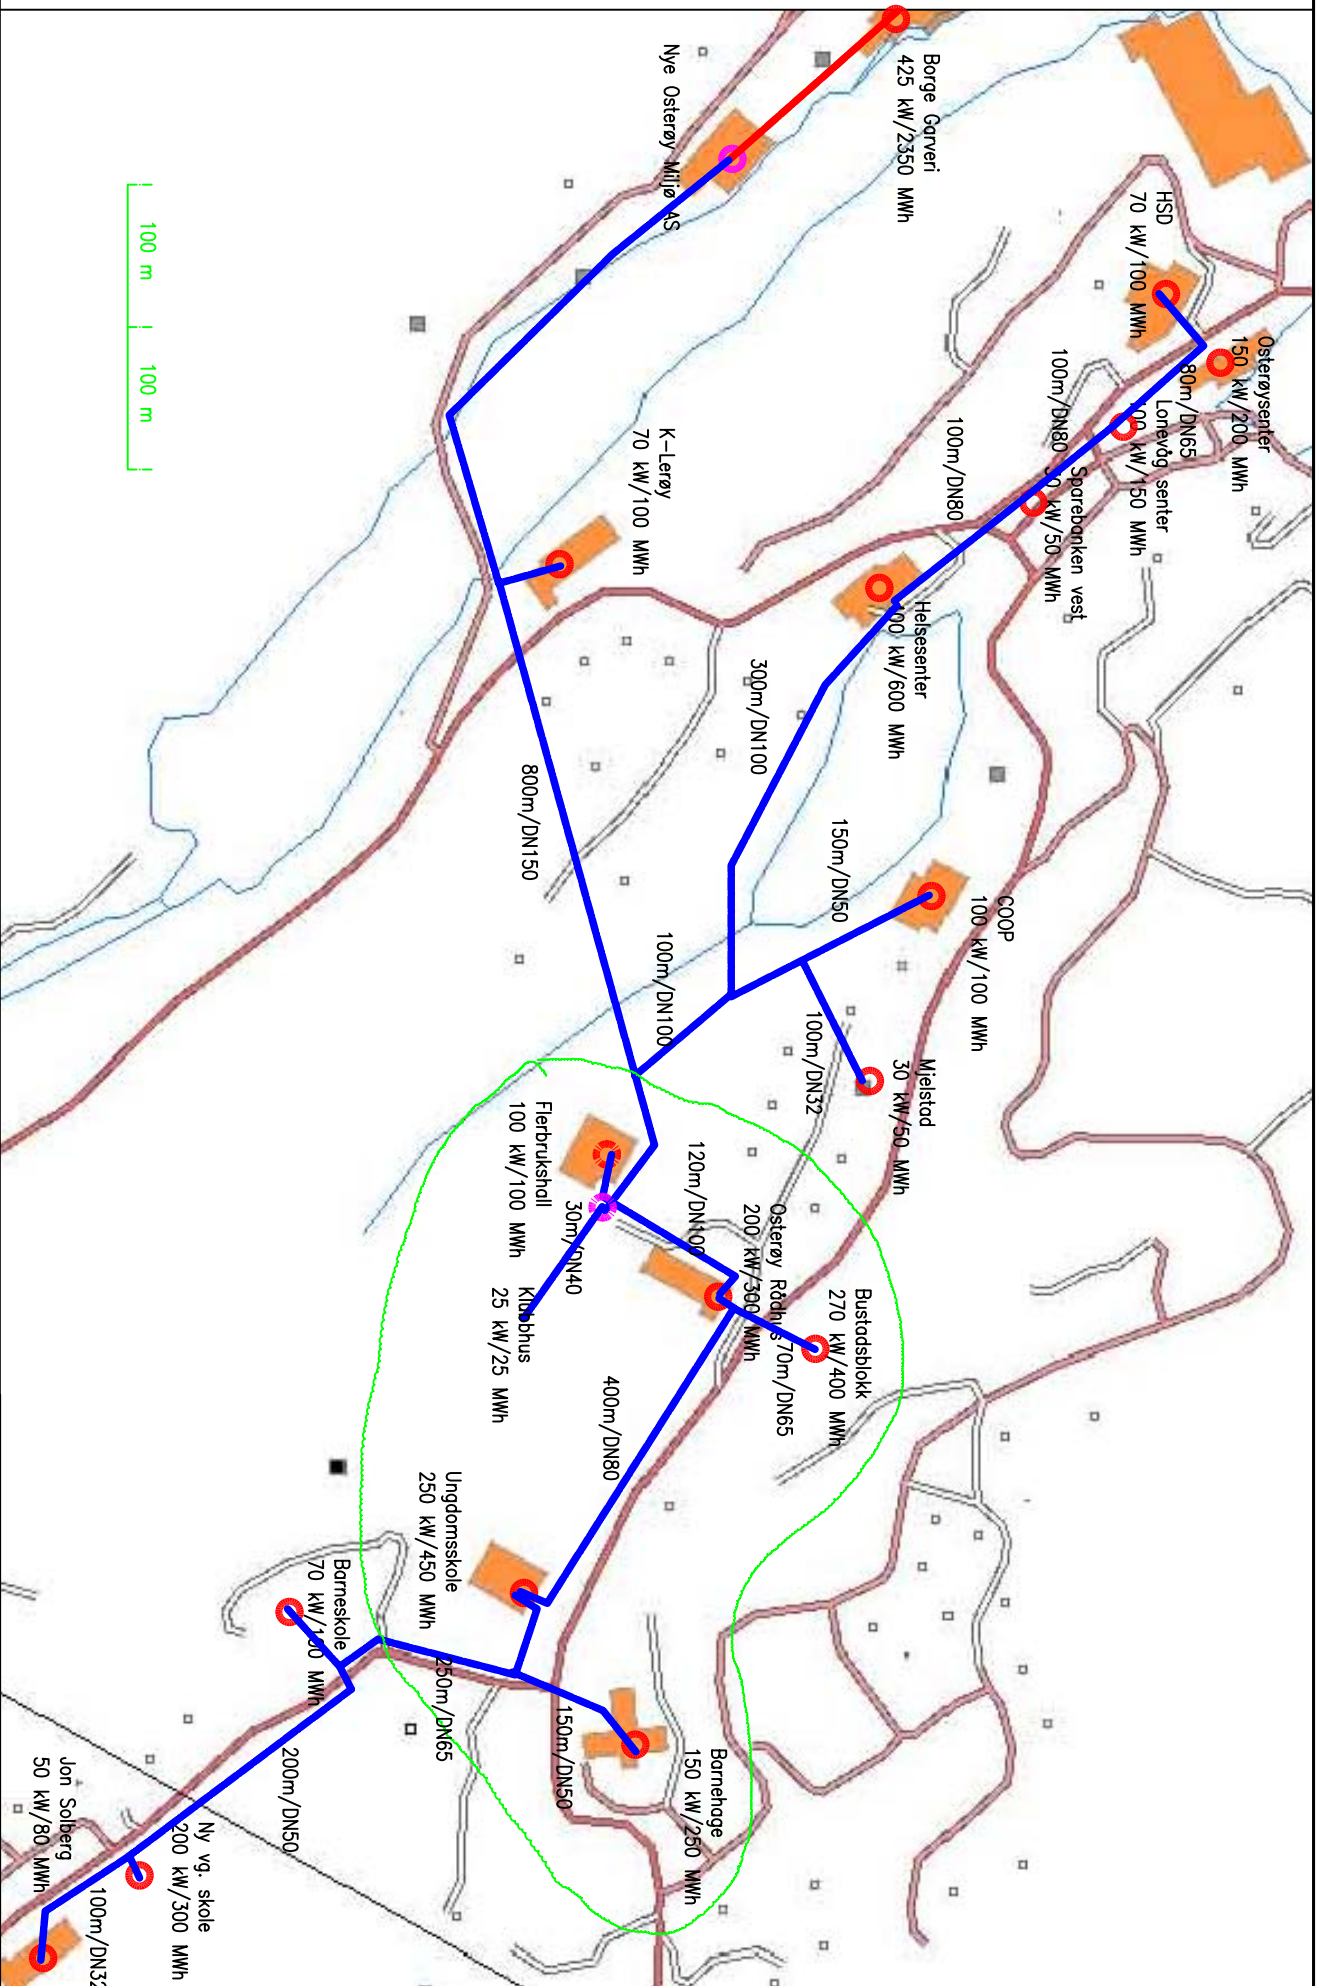 Borge Garveri
425 kW/2350 MWh
Nye Osterøy Miljø AS
HSD
70 kW/100 MWh
Osterøysenter
150 kW/200 MWh
80m/DN65
Lonevåg senter
100 kW/150 MWh
100m/DN80
Sparebanken vest
30 kW/50 MWh
100m/DN80
100 m
100 m
K-Lerøy
70 kW/100 MWh
Helsesenter
100 kW/600 MWh
300m/DN100
800m/DN150
150m/DN50
COOP
100 kW/100 MWh
100m/DN100
100m/DN32
Mjelstad
30 kW/50 MWh
Flerbrukshall
100 kW/100 MWh
120m/DN100
30m/DN40
Klubbhus
25 kW/25 MWh
Osterøy Rådhus
200 kW/300 MWh
70m/DN65
Bustadsblokk
270 kW/400 MWh
400m/DN80
Ungdomsskole
250 kW/450 MWh
Barneskole
70 kW/100 MWh
250m/DN65
150m/DN50
Barnehage
150 kW/250 MWh
200m/DN50
Ny vg. skole
200 kW/300 MWh
Jon Solberg
50 kW/80 MWh
100m/DN32